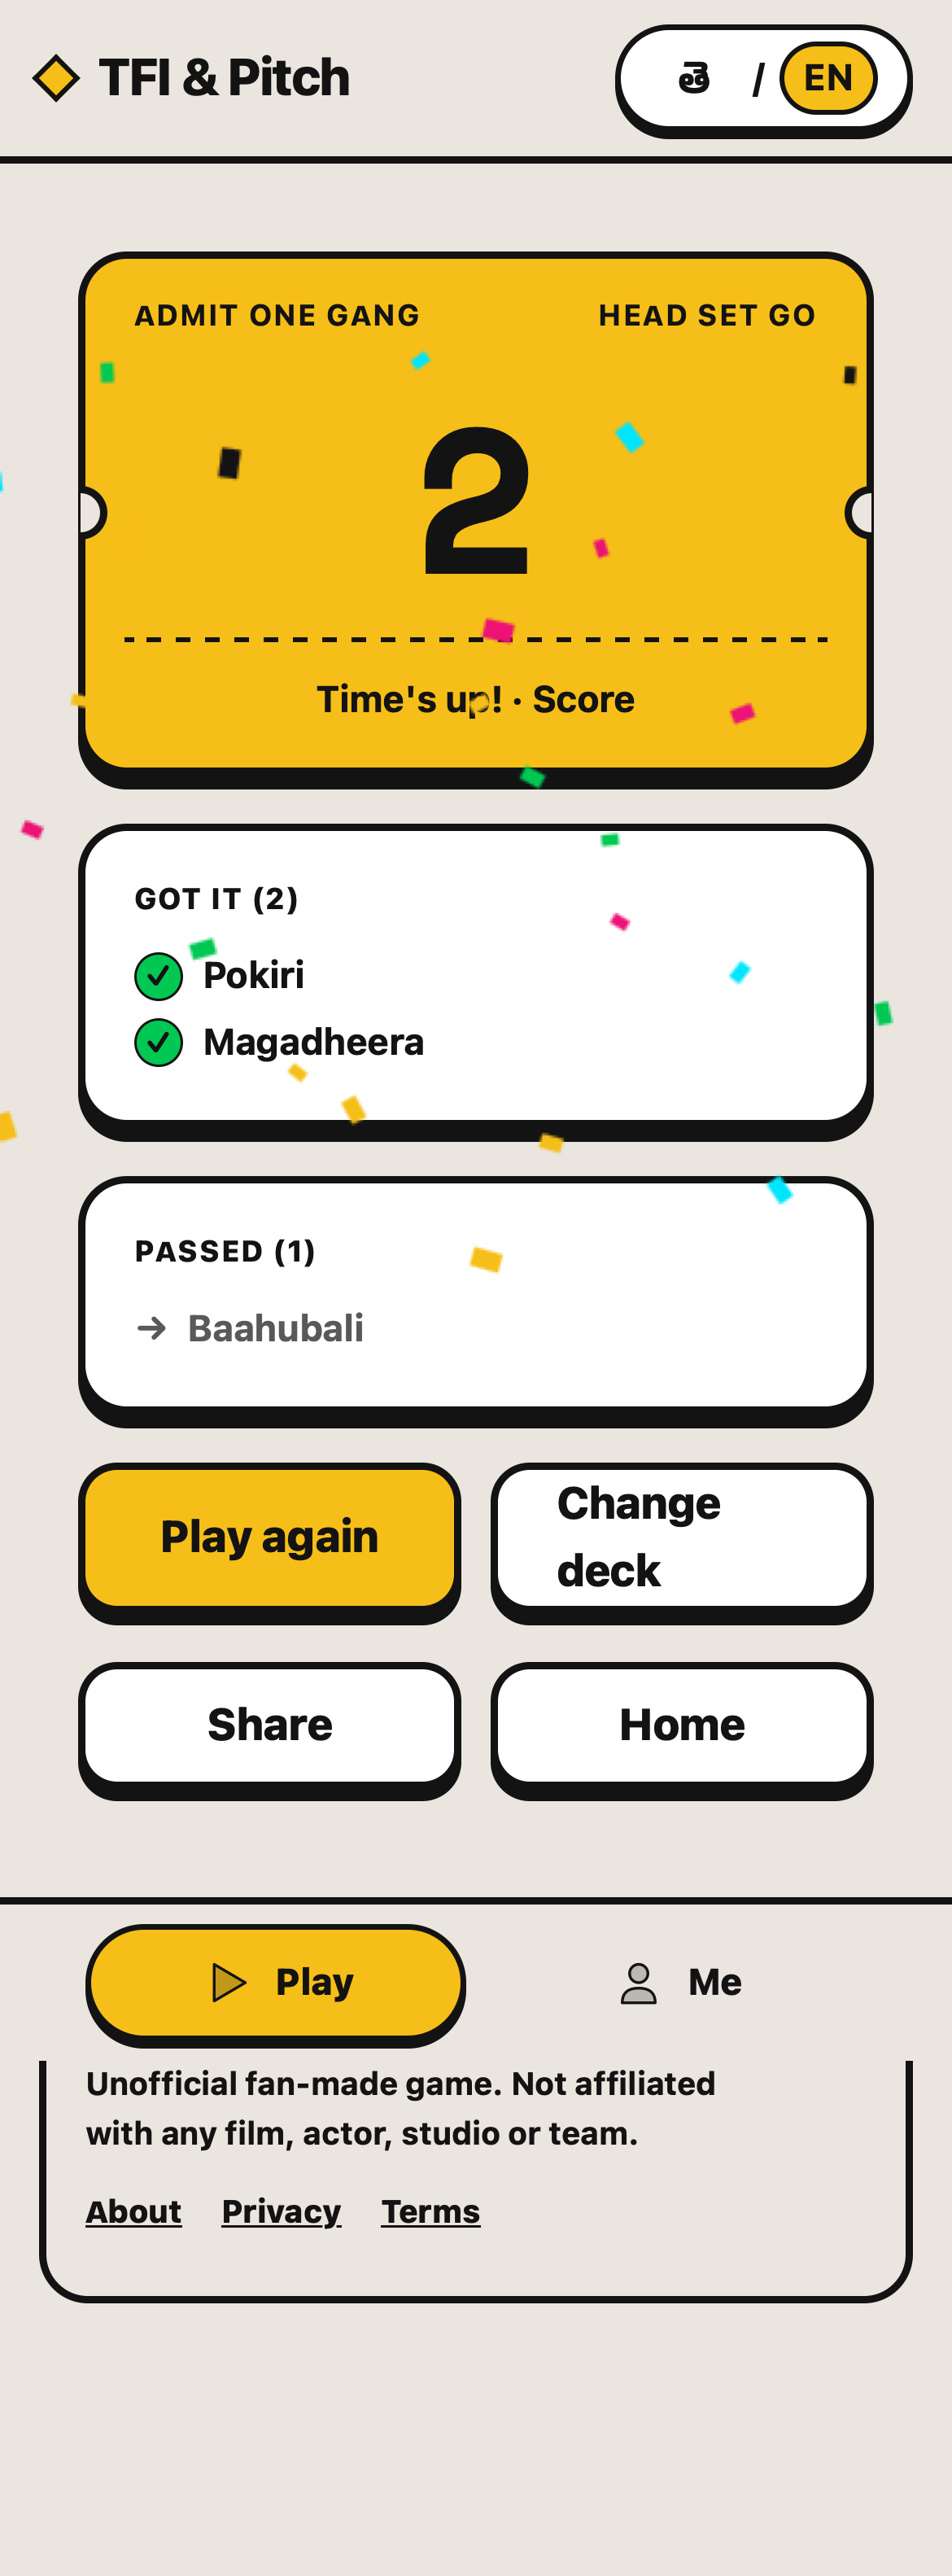 TFI & Pitch
తె / EN
ADMIT ONE GANG
HEAD SET GO
2
Time's up! · Score
GOT IT (2)
Pokiri
Magadheera
PASSED (1)
Baahubali
Play again
Change
deck
Share
Home
Play
Me
Unofficial fan-made game. Not affiliated
with any film, actor, studio or team.
About Privacy Terms